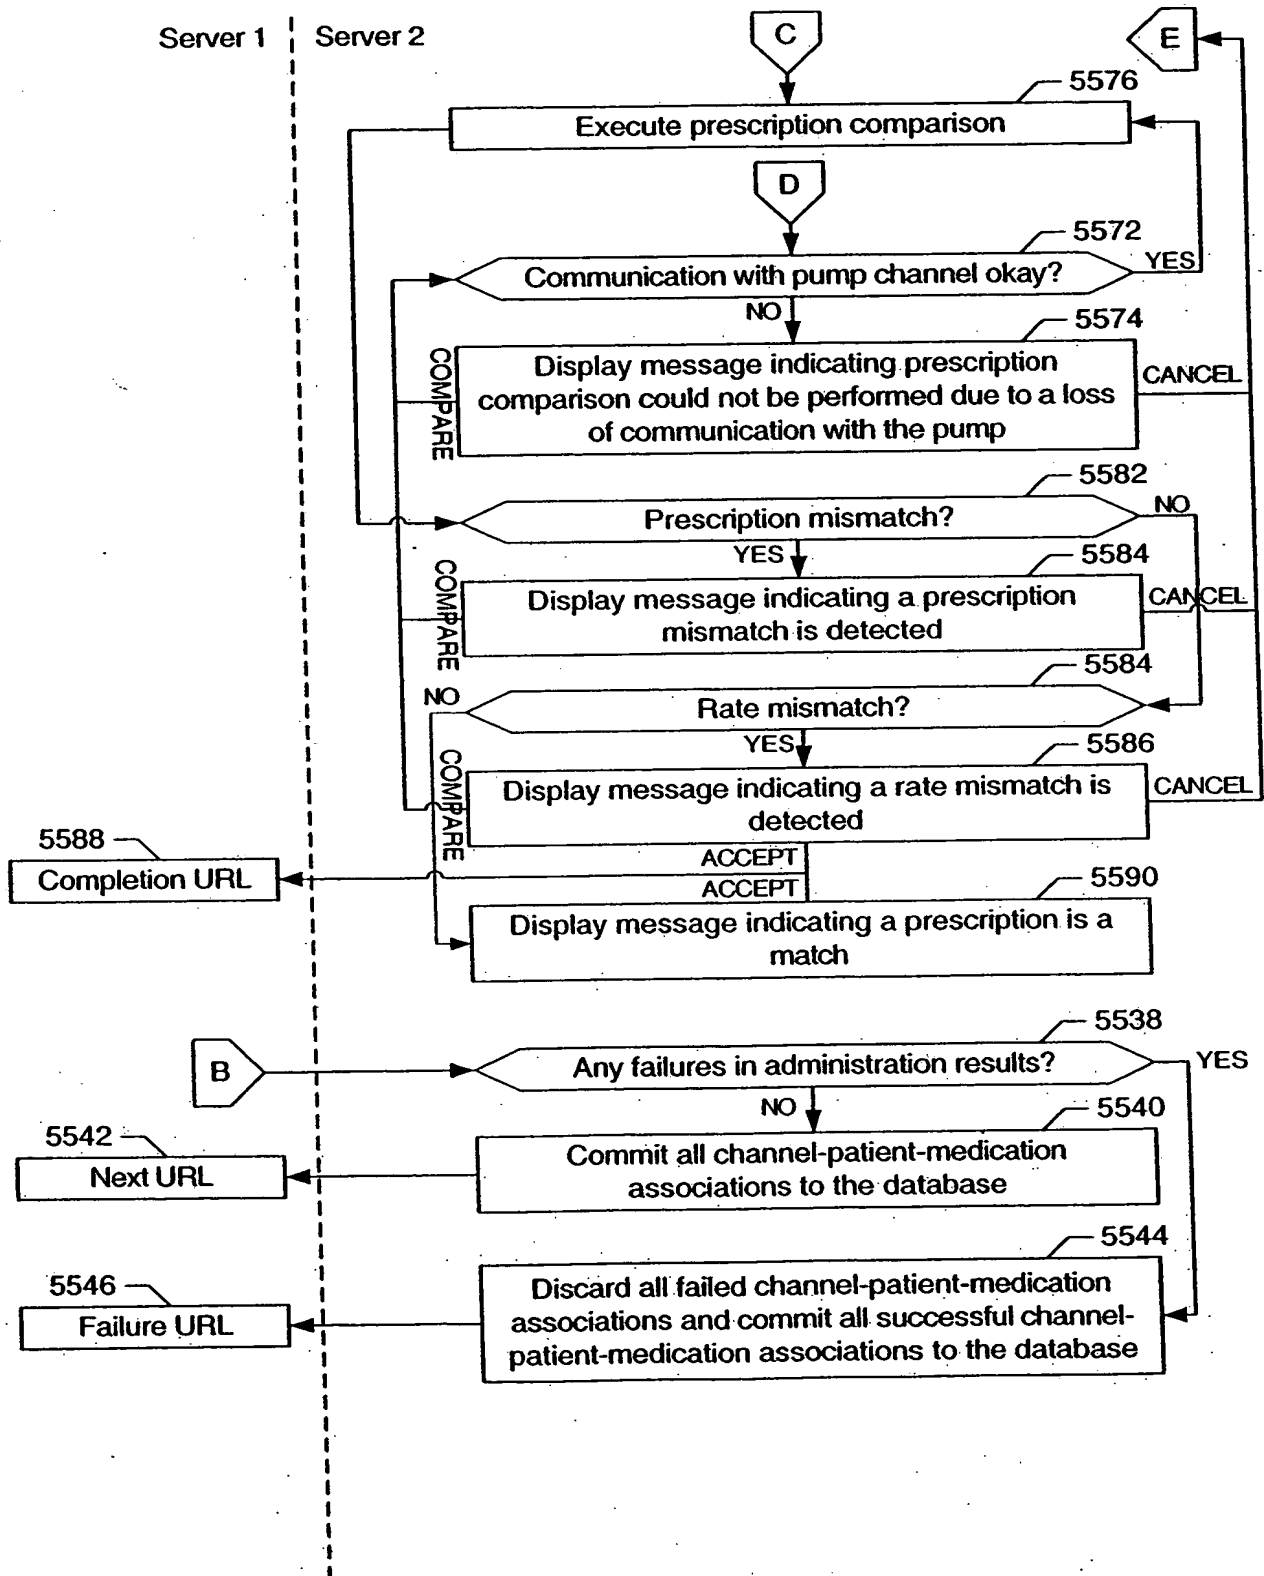 Server 1
Server 2
C
E
5576
Execute prescription comparison
D
5572
Communication with pump channel okay?
YES
NO
5574
Display message indicating prescription
comparison could not be performed due to a loss
of communication with the pump
COMPARE
CANCEL
5582
Prescription mismatch?
NO
YES
5584
Display message indicating a prescription
mismatch is detected
COMPARE
CANCEL
5584
Rate mismatch?
NO
YES
5586
Display message indicating a rate mismatch is
detected
COMPARE
CANCEL
5588
Completion URL
ACCEPT
ACCEPT
5590
Display message indicating a prescription is a
match
5538
B
Any failures in administration results?
YES
NO
5540
5542
Commit all channel-patient-medication
associations to the database
Next URL
5544
5546
Discard all failed channel-patient-medication
associations and commit all successful channel-
patient-medication associations to the database
Failure URL